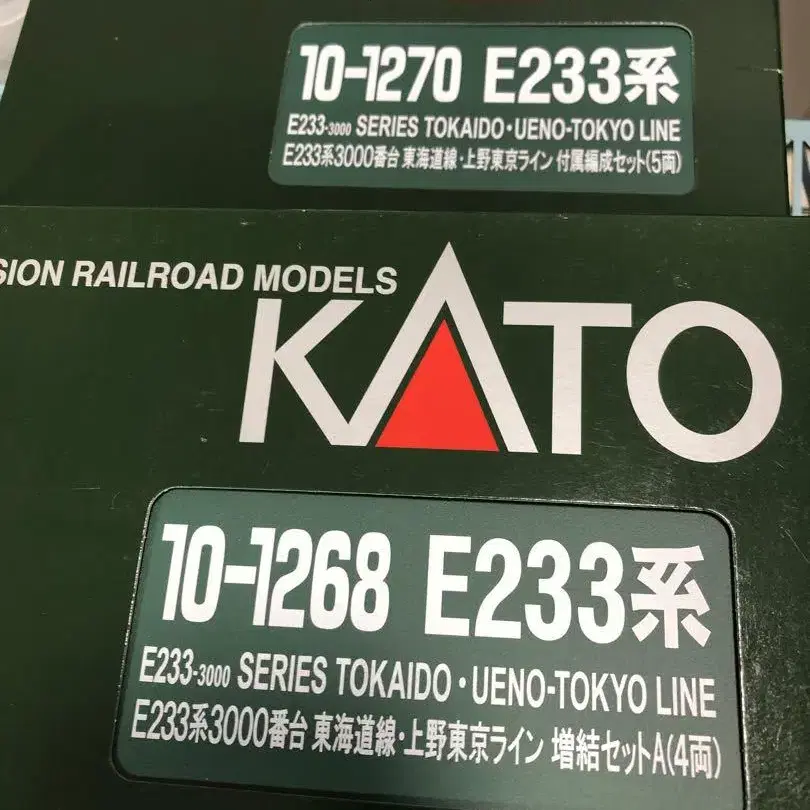 10-1270 E233系
E233-3000 SERIES TOKAIDO・UENO-TOKYO LINE
E233系3000番台 東海道線・上野東京ライン 付属編成セット(5両)
SION RAILROAD MODELS
KATO
10-1268 E233系
E233-3000 SERIES TOKAIDO・UENO-TOKYO LINE
E233系3000番台 東海道線・上野東京ライン 増結セットA(4両)